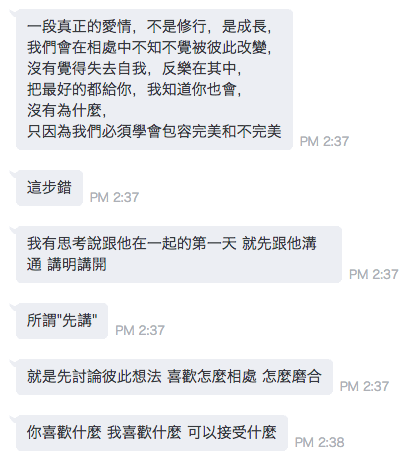 一段真正的愛情，不是修行，是成長，
我們會在相處中不知不覺被彼此改變，
沒有覺得失去自我，反樂在其中，
把最好的都給你，我知道你也會，
沒有為什麼，
只因為我們必須學會包容完美和不完美
PM 2:37
這步錯
PM 2:37
我有思考說跟他在一起的第一天 就先跟他溝
通 講明講開
PM 2:37
所謂"先講"
PM 2:37
就是先討論彼此想法 喜歡怎麼相處 怎麼磨合
PM 2:37
你喜歡什麼 我喜歡什麼 可以接受什麼
PM 2:38